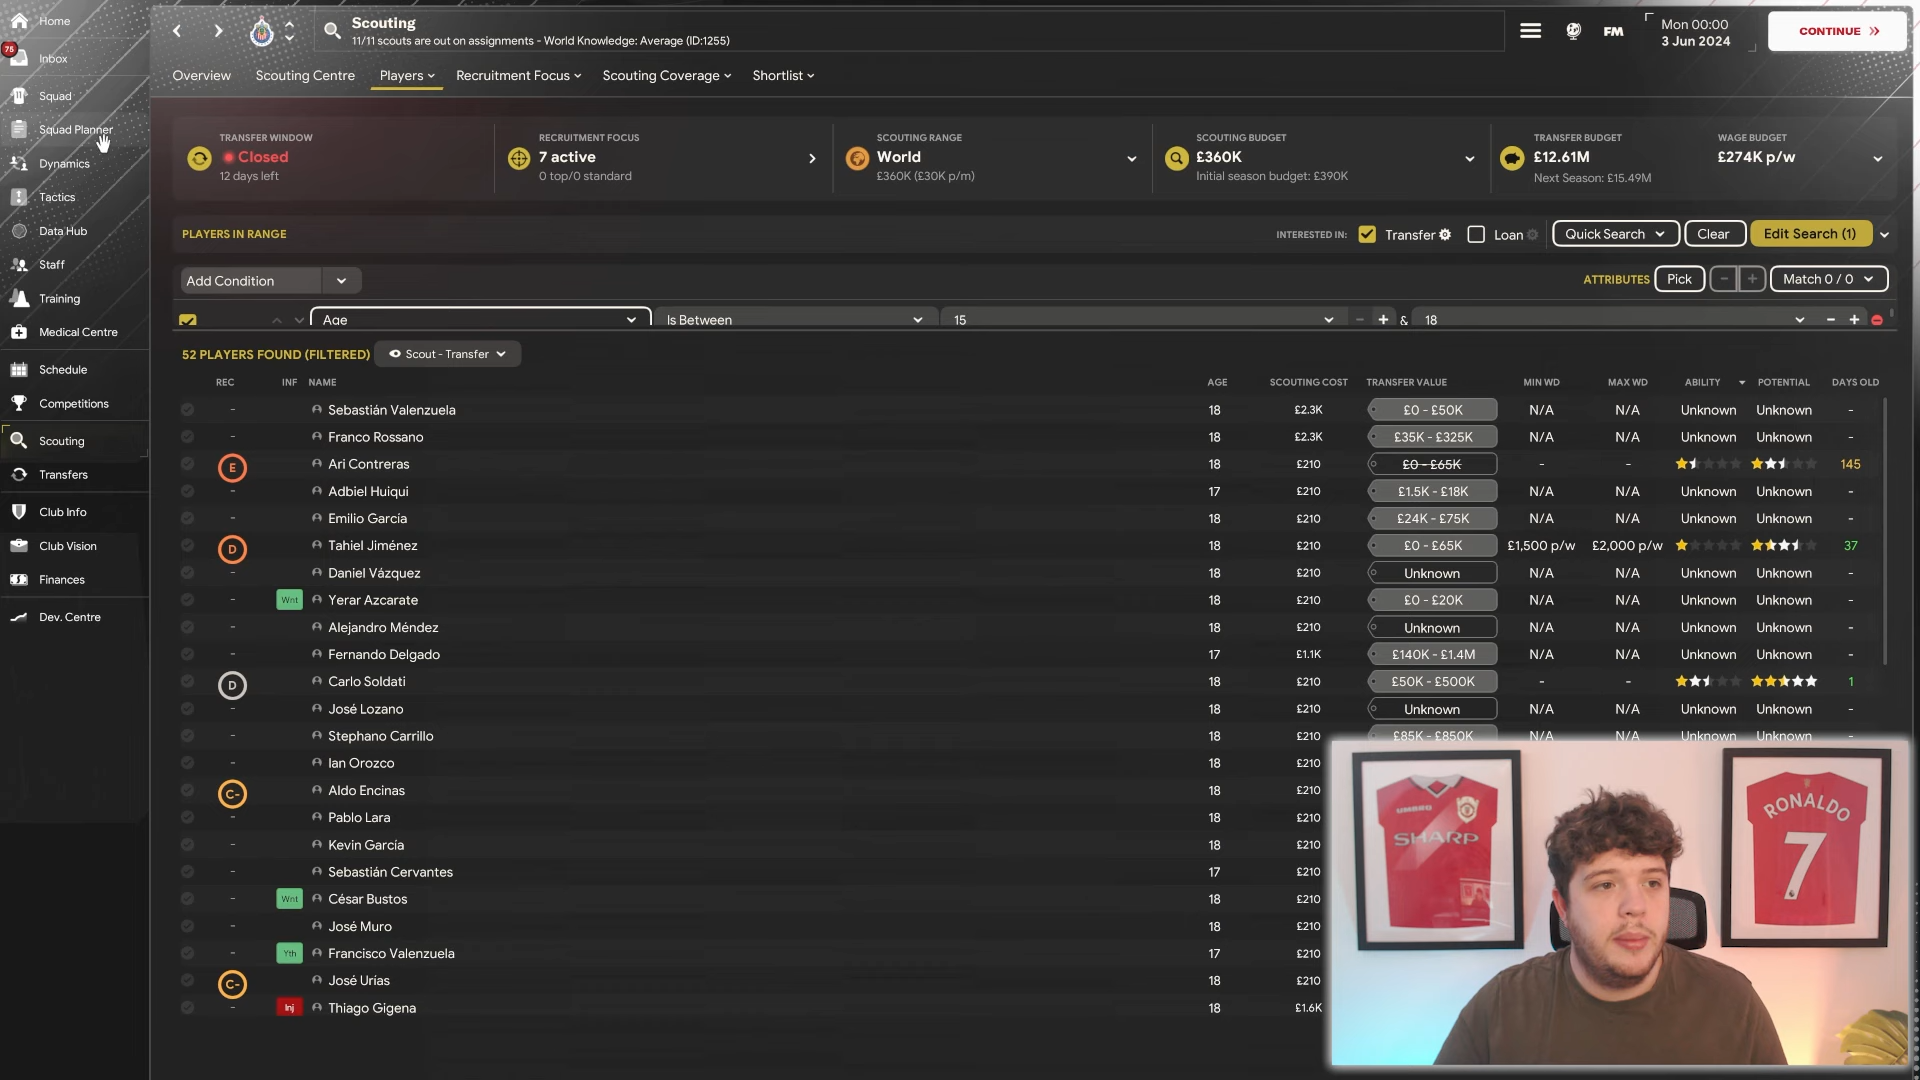 Home
75
Inbox
Squad
Squad Planner
Dynamics
Tactics
Data Hub
Staff
Training
Medical Centre
Schedule
Competitions
Scouting
Transfers
Club Info
Club Vision
Finances
Dev. Centre
Scouting
11/11 scouts are out on assignments - World Knowledge: Average (ID:1255)
FM
Mon 00:00
3 Jun 2024
CONTINUE
Overview Scouting Centre Players Recruitment Focus Scouting Coverage Shortlist
TRANSFER WINDOW
Closed
12 days left
RECRUITMENT FOCUS
7 active
0 top/0 standard
SCOUTING RANGE
World
£360K (£30K p/m)
SCOUTING BUDGET
£360K
Initial season budget: £390K
TRANSFER BUDGET
£12.61M
Next Season: £15.49M
WAGE BUDGET
£274K p/w
PLAYERS IN RANGE
INTERESTED IN: Transfer Loan Quick Search Clear Edit Search (1)
Add Condition
ATTRIBUTES Pick - + Match 0 / 0
Age Is Between 15 - + & 18 - +
52 PLAYERS FOUND (FILTERED) Scout - Transfer
REC INF NAME AGE SCOUTING COST TRANSFER VALUE MIN WD MAX WD ABILITY POTENTIAL DAYS OLD
- Sebastián Valenzuela 18 £2.3K £0 - £50K N/A N/A Unknown Unknown -
- Franco Rossano 18 £2.3K £35K - £325K N/A N/A Unknown Unknown -
E Ari Contreras 18 £210 £0 - £65K - - 145
- Adbiel Huiqui 17 £210 £1.5K - £18K N/A N/A Unknown Unknown -
- Emilio García 18 £210 £24K - £75K N/A N/A Unknown Unknown -
D Tahiel Jiménez 18 £210 £0 - £65K £1,500 p/w £2,000 p/w 37
- Daniel Vázquez 18 £210 Unknown N/A N/A Unknown Unknown -
- Wnt Yerar Azcarate 18 £210 £0 - £20K N/A N/A Unknown Unknown -
- Alejandro Méndez 18 £210 Unknown N/A N/A Unknown Unknown -
- Fernando Delgado 17 £1.1K £140K - £1.4M N/A N/A Unknown Unknown -
D Carlo Soldati 18 £210 £50K - £500K - - 1
- José Lozano 18 £210 Unknown N/A N/A Unknown Unknown -
- Stephano Carrillo 18 £210 £85K - £850K N/A N/A Unknown Unknown -
- Ian Orozco 18 £210
C- Aldo Encinas 18 £210
- Pablo Lara 18 £210
- Kevin García 18 £210
- Sebastián Cervantes 17 £210
- Wnt César Bustos 18 £210
- José Muro 18 £210
- Yth Francisco Valenzuela 17 £210
C- José Urías 18 £210
- Inj Thiago Gigena 18 £1.6K
UMBRO
SHARP
RONALDO
7